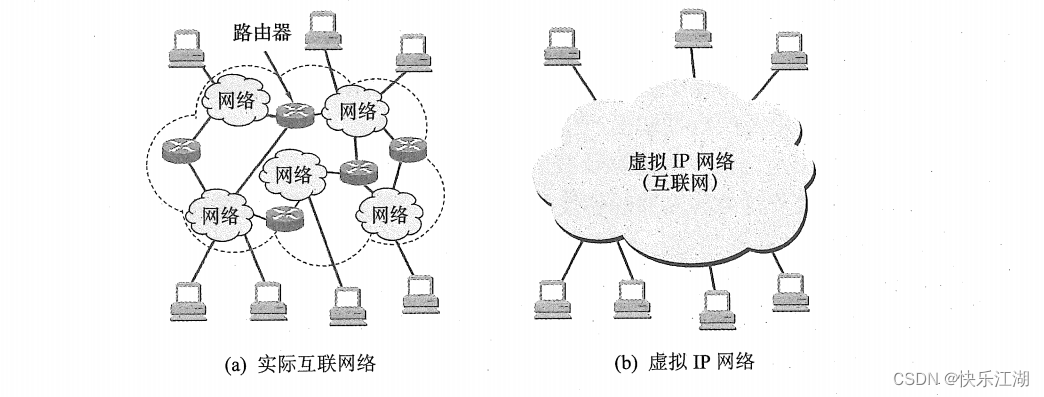 路由器
网络
网络
网络
网络
网络
(a) 实际互联网络
虚拟 IP 网络
（互联网）
(b) 虚拟 IP 网络
CSDN @快乐江湖